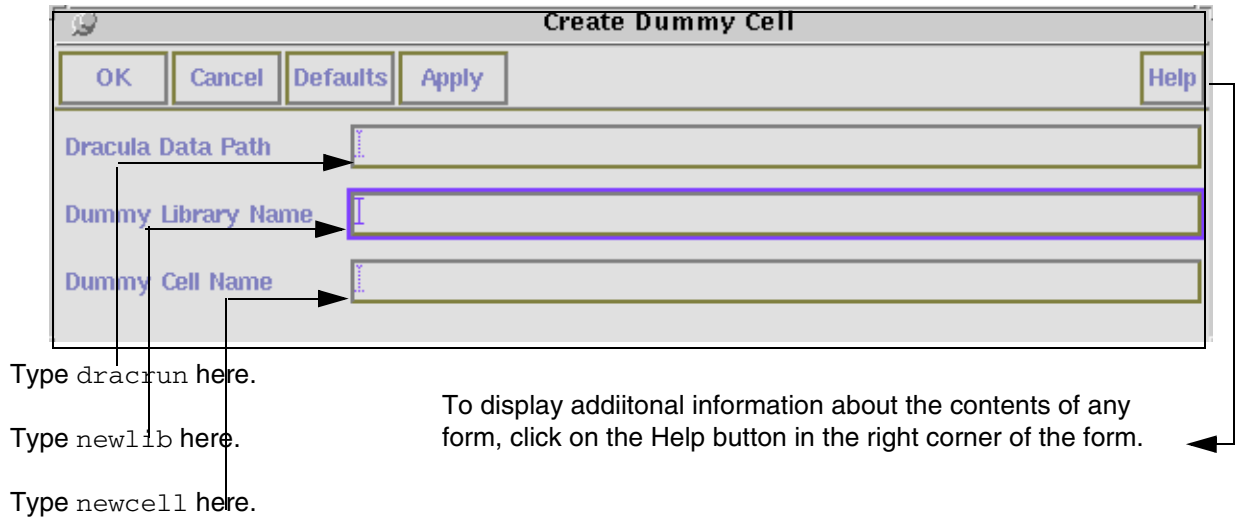 Create Dummy Cell
OK Cancel Defaults Apply Help
Dracula Data Path
Dummy Library Name
Dummy Cell Name
Type dracrun here.
To display addiitonal information about the contents of any
form, click on the Help button in the right corner of the form.
Type newlib here.
Type newcell here.